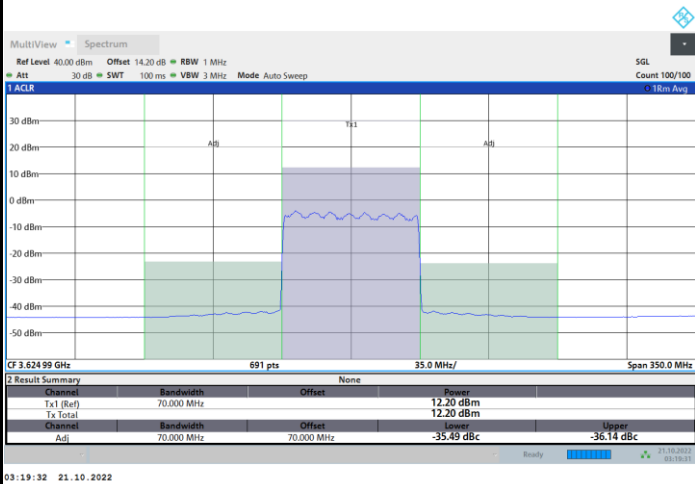 MultiView Spectrum
Ref Level 40.00 dBm Offset 14.20 dB RBW 1 MHz SGL
Att 30 dB SWT 100 ms VBW 3 MHz Mode Auto Sweep Count 100/100
1 ACLR 1Rm Avg
30 dBm
Tx1
20 dBm
Adj Adj
10 dBm
0 dBm
-10 dBm
-20 dBm
-30 dBm
-40 dBm
-50 dBm
CF 3.624 99 GHz 691 pts 35.0 MHz/ Span 350.0 MHz
2 Result Summary None
Channel Bandwidth Offset Power
Tx1 (Ref) 70.000 MHz 12.20 dBm
Tx Total 12.20 dBm
Channel Bandwidth Offset Lower Upper
Adj 70.000 MHz 70.000 MHz -35.49 dBc -36.14 dBc
Ready 21.10.2022
03:19:31
03:19:32 21.10.2022